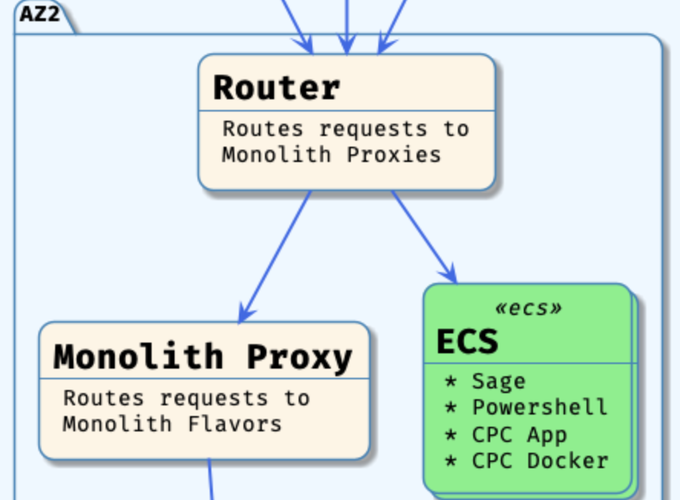 AZ2
Router
Routes requests to
Monolith Proxies
Monolith Proxy
Routes requests to
Monolith Flavors
«ecs»
ECS
* Sage
* Powershell
* CPC App
* CPC Docker